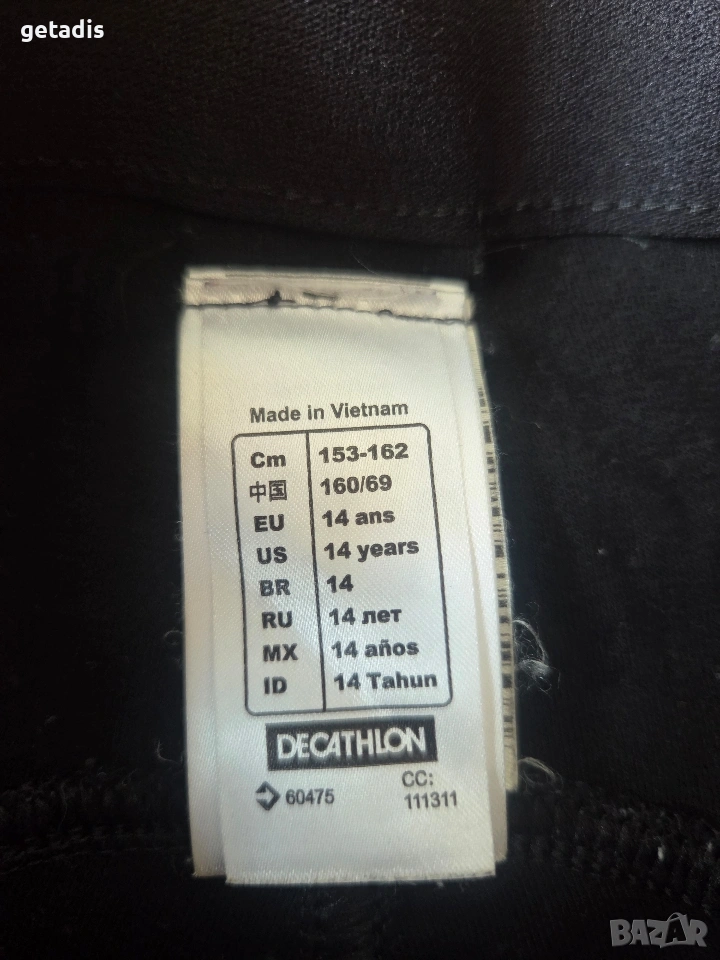 getadis
Made in Vietnam
Cm 153-162
中国 160/69
EU 14 ans
US 14 years
BR 14
RU 14 лет
MX 14 años
ID 14 Tahun
DECATHLON
60475 CC:
111311
BAZAR